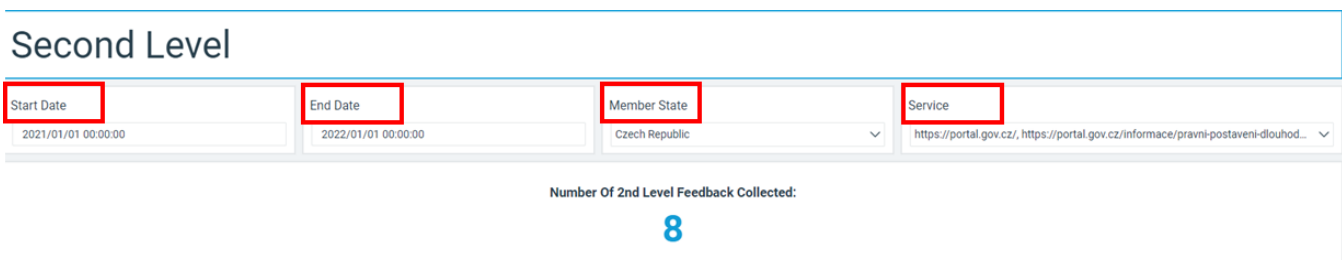 Second Level
Start Date End Date Member State Service
2021/01/01 00:00:00 2022/01/01 00:00:00 Czech Republic https://portal.gov.cz/, https://portal.gov.cz/informace/pravni-postaveni-dlouhod...
Number Of 2nd Level Feedback Collected:
8